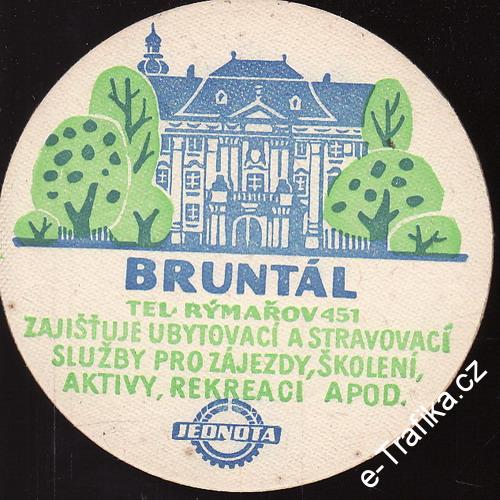 BRUNTÁL
TEL. RÝMAŘOV 451
ZAJIŠŤUJE UBYTOVACÍ A STRAVOVACÍ
SLUŽBY PRO ZÁJEZDY, ŠKOLENÍ,
AKTIVY, REKREACI APOD.
JEDNOTA
e-Trafika.cz